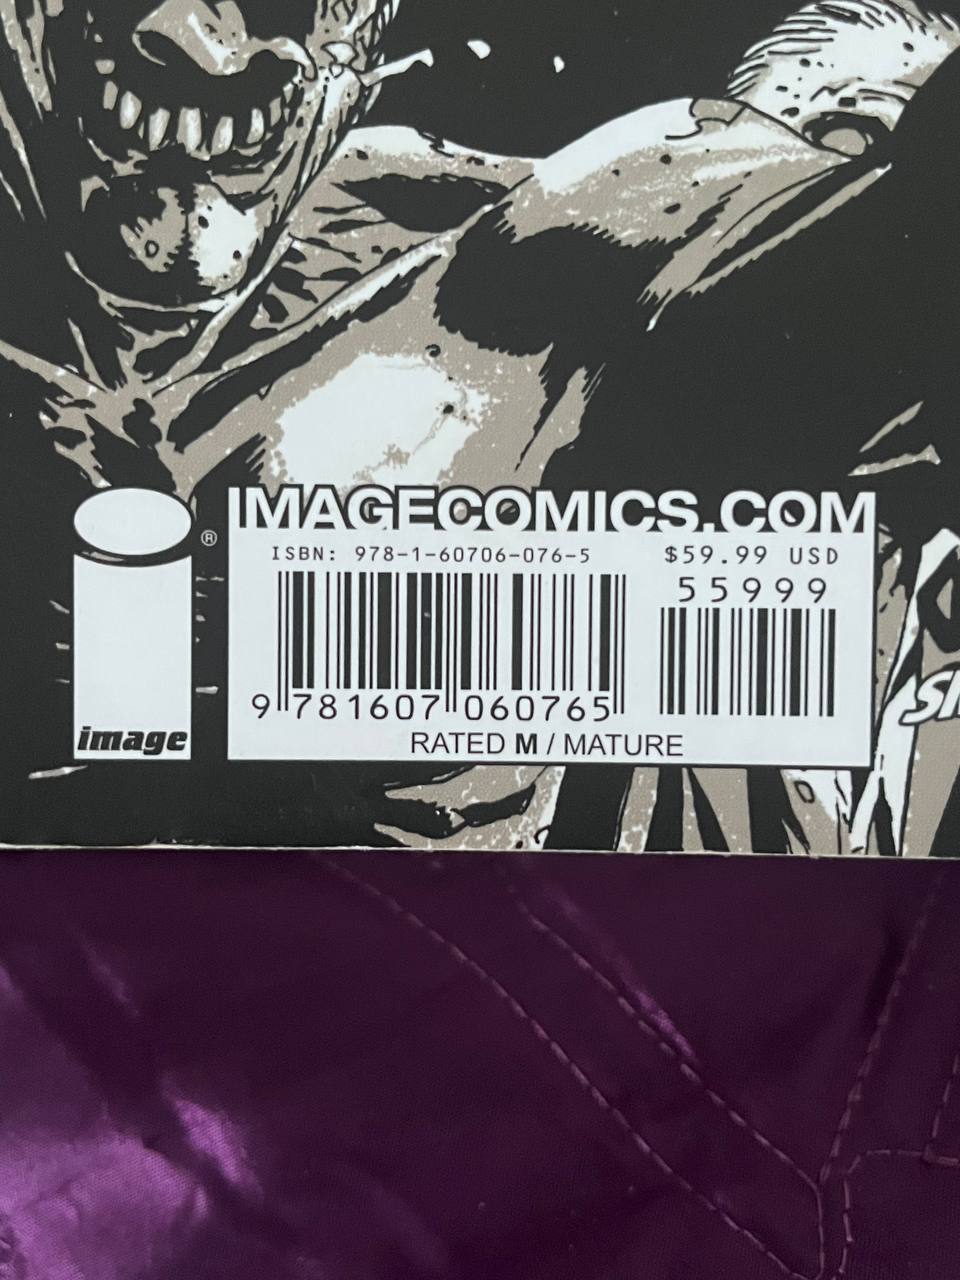 IMAGECOMICS.COM
®
ISBN: 978-1-60706-076-5 $59.99 USD
55999
9 781607 060765
RATED M / MATURE
image